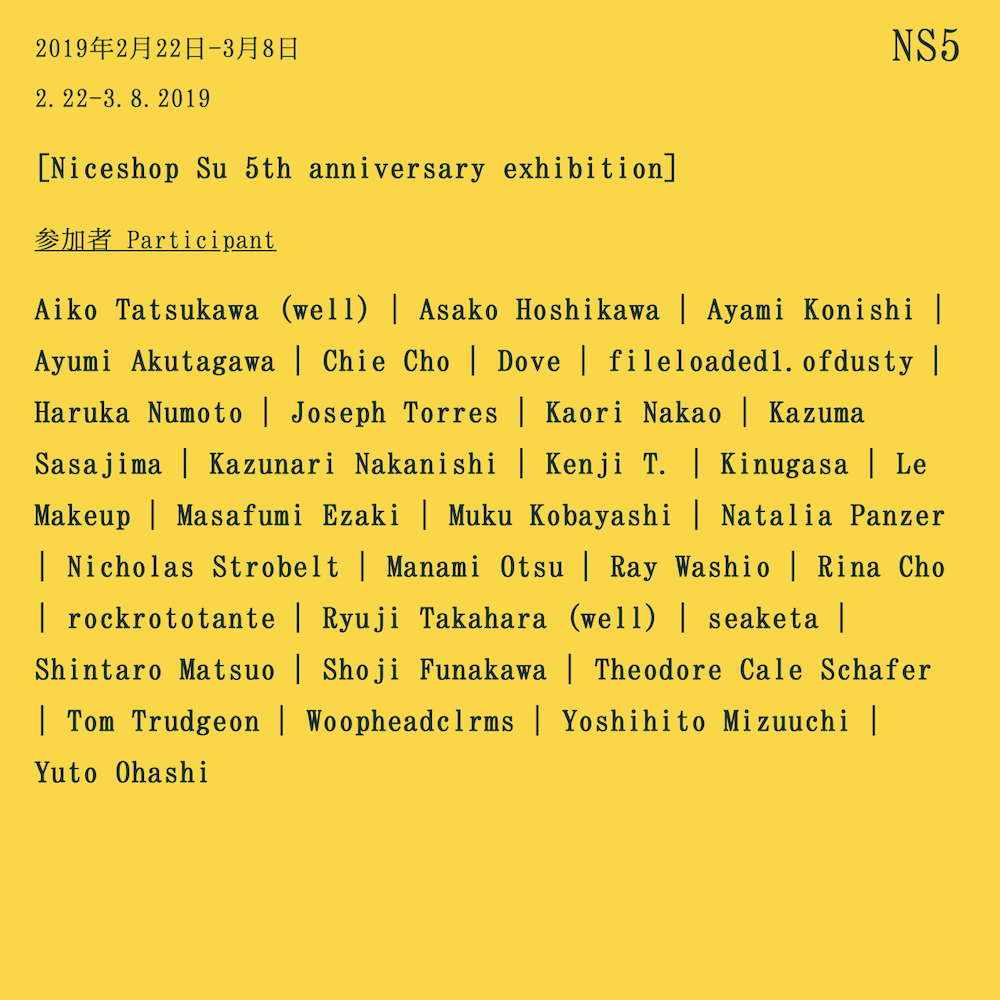 2019年2月22日-3月8日
NS5
2.22-3.8.2019
[Niceshop Su 5th anniversary exhibition]
参加者 Participant
Aiko Tatsukawa (well) | Asako Hoshikawa | Ayami Konishi |
Ayumi Akutagawa | Chie Cho | Dove | fileloaded1.ofdusty |
Haruka Numoto | Joseph Torres | Kaori Nakao | Kazuma
Sasajima | Kazunari Nakanishi | Kenji T. | Kinugasa | Le
Makeup | Masafumi Ezaki | Muku Kobayashi | Natalia Panzer
| Nicholas Strobelt | Manami Otsu | Ray Washio | Rina Cho
| rockrototante | Ryuji Takahara (well) | seaketa |
Shintaro Matsuo | Shoji Funakawa | Theodore Cale Schafer
| Tom Trudgeon | Woopheadclrms | Yoshihito Mizuuchi |
Yuto Ohashi